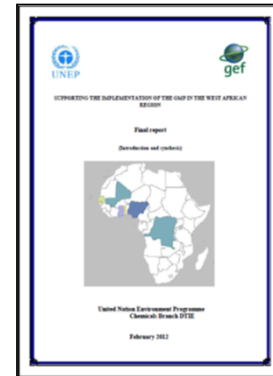 UNEP
gef
SUPPORTING THE IMPLEMENTATION OF THE GMP IN THE WEST AFRICAN
REGION
Final report
(Introduction and synthesis)
United Nation Environment Programme
Chemicals Branch DTIE
February 2012